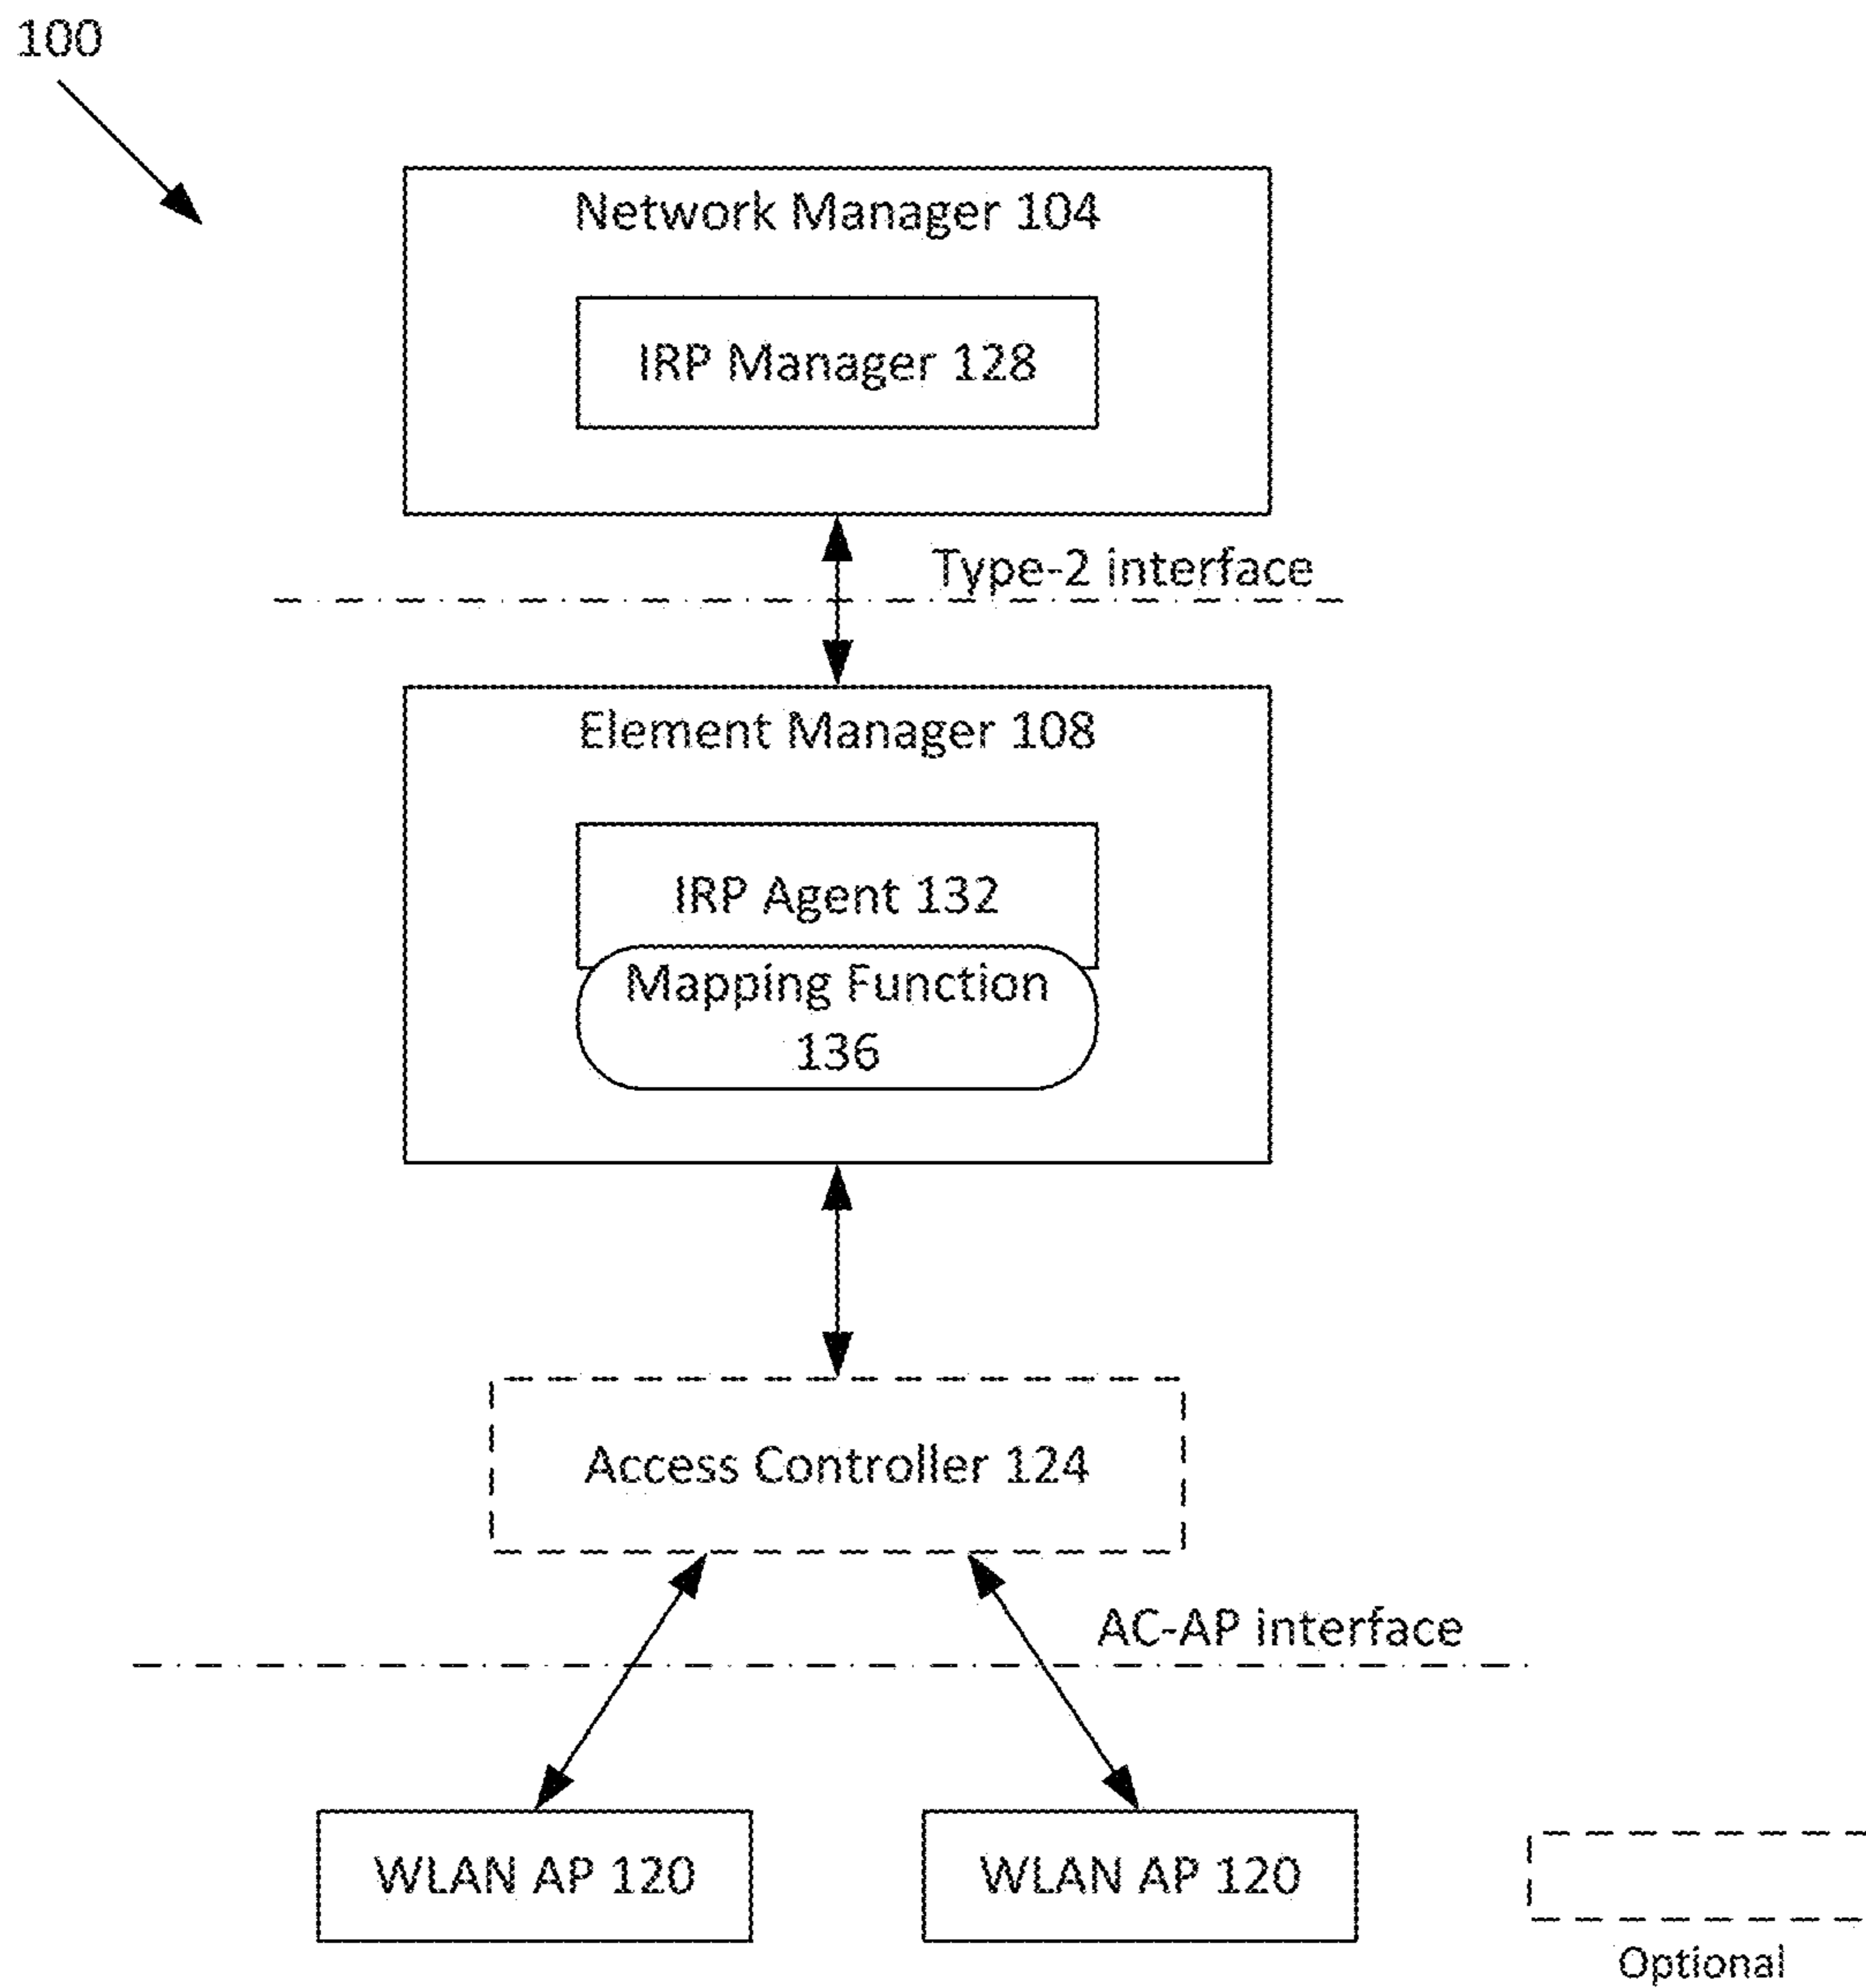 100
Network Manager 104
IRP Manager 128
Type-2 interface
Element Manager 108
IRP Agent 132
Mapping Function
136
Access Controller 124
AC-AP interface
WLAN AP 120
WLAN AP 120
Optional